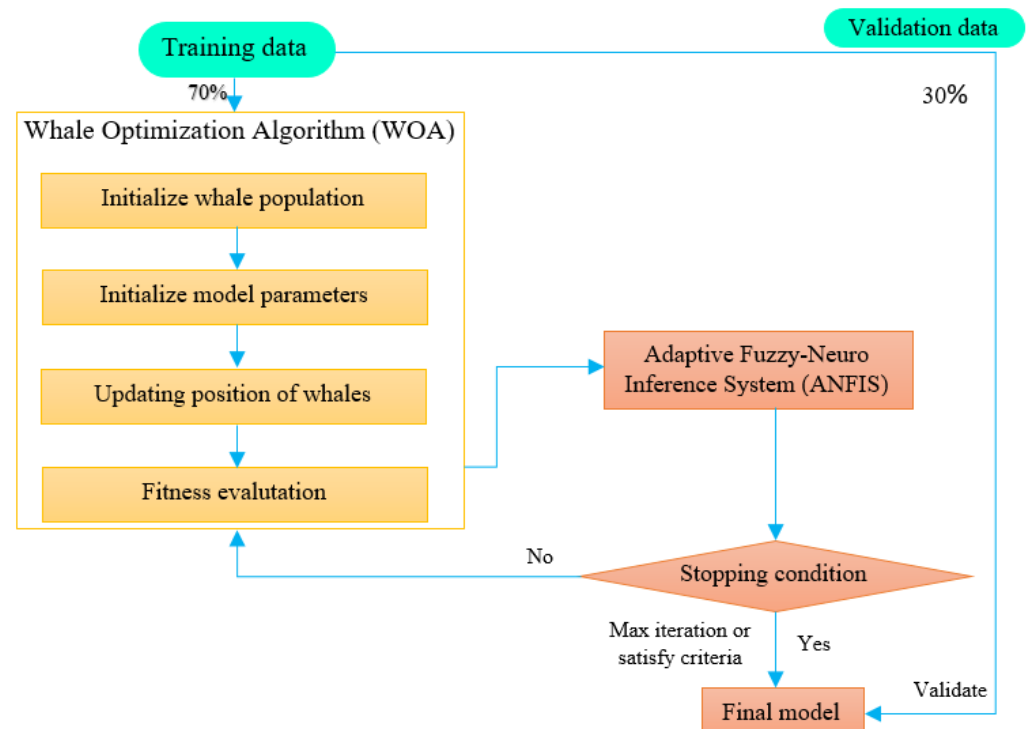 Training data
Validation data
70%
30%
Whale Optimization Algorithm (WOA)
Initialize whale population
Initialize model parameters
Updating position of whales
Fitness evalutation
Adaptive Fuzzy-Neuro
Inference System (ANFIS)
Stopping condition
No
Max iteration or
satisfy criteria
Yes
Validate
Final model